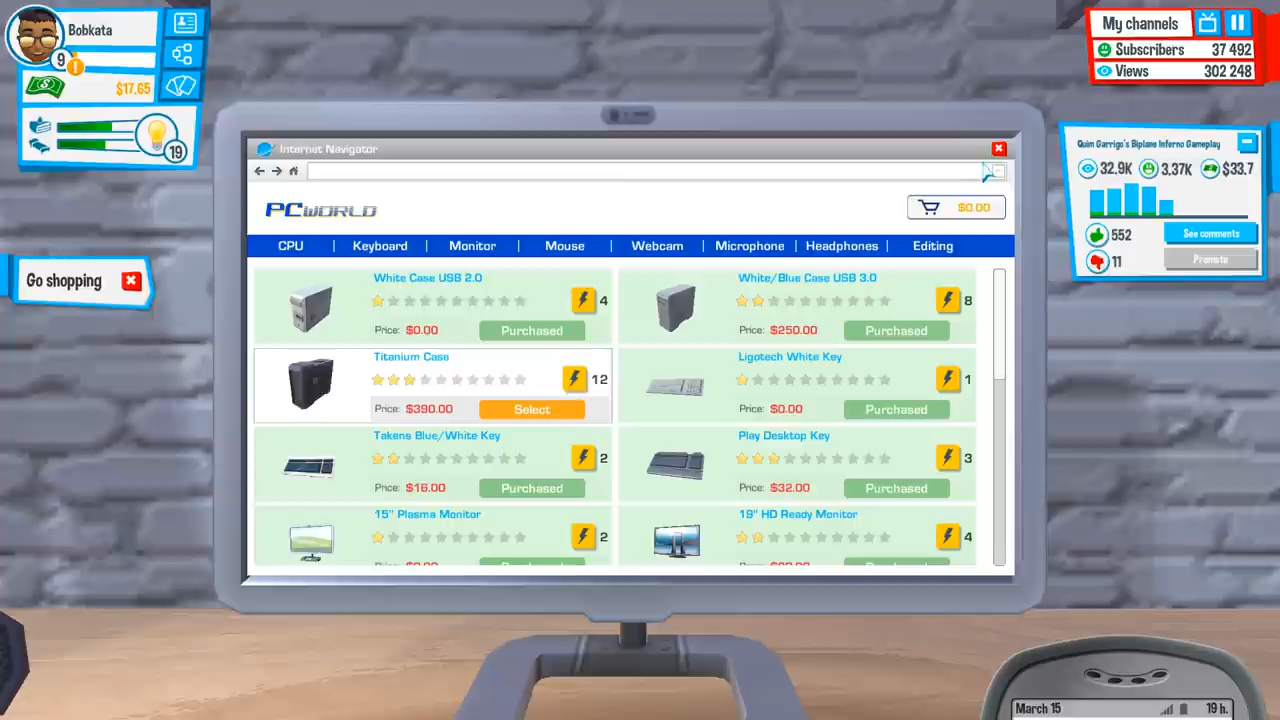 Bobkata
9
$17.65
19
My channels
Subscribers 37 492
Views 302 248
Quim Garrigo's Biplane Inferno Gameplay
32.9K 3.37K $33.7
552
See comments
11
Promote
Go shopping
Internet Navigator
PCWORLD
$0.00
CPU Keyboard Monitor Mouse Webcam Microphone Headphones Editing
White Case USB 2.0
4
Price: $0.00 Purchased
White/Blue Case USB 3.0
8
Price: $250.00 Purchased
Titanium Case
12
Price: $390.00 Select
Ligotech White Key
1
Price: $0.00 Purchased
Takens Blue/White Key
2
Price: $16.00 Purchased
Play Desktop Key
3
Price: $32.00 Purchased
15" Plasma Monitor
2
19" HD Ready Monitor
4
March 15 19 h.